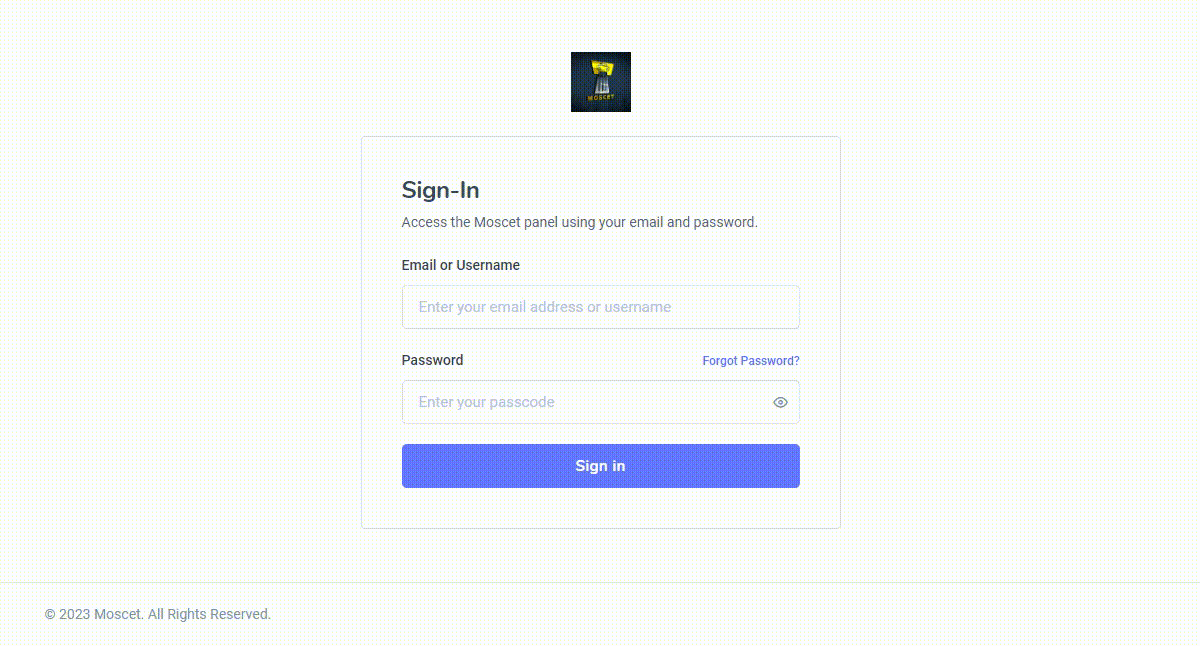 MOSCET
Sign-In
Access the Moscet panel using your email and password.
Email or Username
Enter your email address or username
Password Forgot Password?
Enter your passcode
Sign in
© 2023 Moscet. All Rights Reserved.